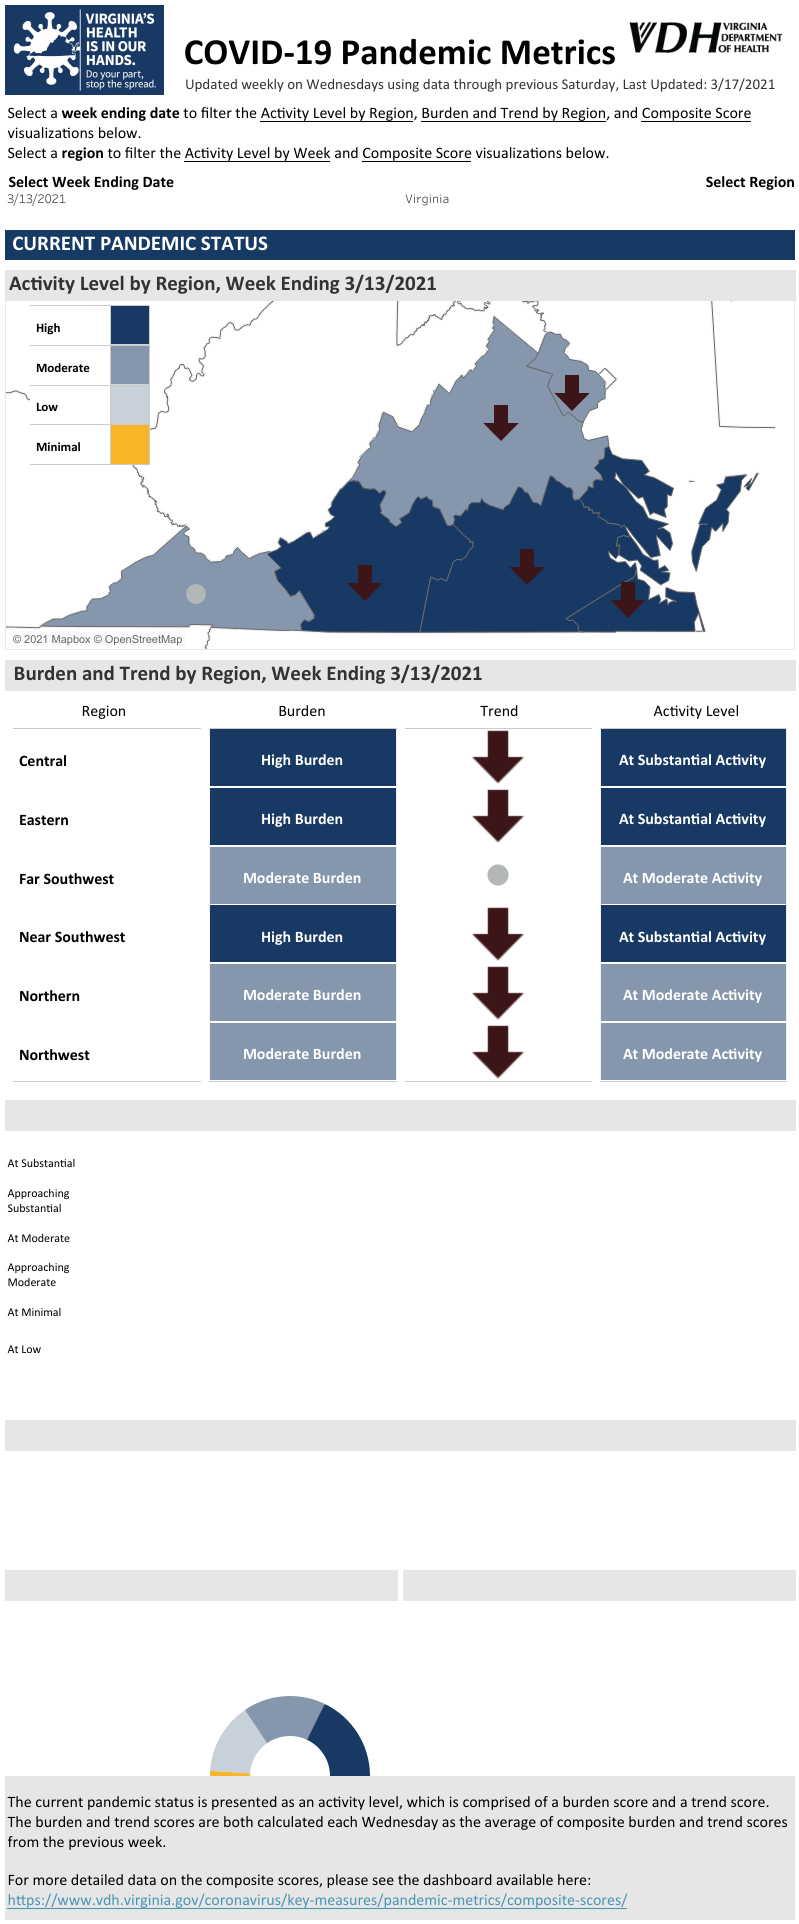 VIRGINIA'S
HEALTH
IS IN OUR
HANDS.
Do your part,
stop the spread.
COVID-19 Pandemic Metrics
VDH VIRGINIA
DEPARTMENT
OF HEALTH
Updated weekly on Wednesdays using data through previous Saturday, Last Updated: 3/17/2021
Select a week ending date to filter the Activity Level by Region, Burden and Trend by Region, and Composite Score
visualizations below.
Select a region to filter the Activity Level by Week and Composite Score visualizations below.
Select Week Ending Date
Select Region
3/13/2021
Virginia
CURRENT PANDEMIC STATUS
Activity Level by Region, Week Ending 3/13/2021
High
Moderate
Low
Minimal
© 2021 Mapbox © OpenStreetMap
Burden and Trend by Region, Week Ending 3/13/2021
Region Burden Trend Activity Level
Central High Burden At Substantial Activity
Eastern High Burden At Substantial Activity
Far Southwest Moderate Burden At Moderate Activity
Near Southwest High Burden At Substantial Activity
Northern Moderate Burden At Moderate Activity
Northwest Moderate Burden At Moderate Activity
At Substantial
Approaching
Substantial
At Moderate
Approaching
Moderate
At Minimal
At Low
The current pandemic status is presented as an activity level, which is comprised of a burden score and a trend score.
The burden and trend scores are both calculated each Wednesday as the average of composite burden and trend scores
from the previous week.
For more detailed data on the composite scores, please see the dashboard available here:
https://www.vdh.virginia.gov/coronavirus/key-measures/pandemic-metrics/composite-scores/